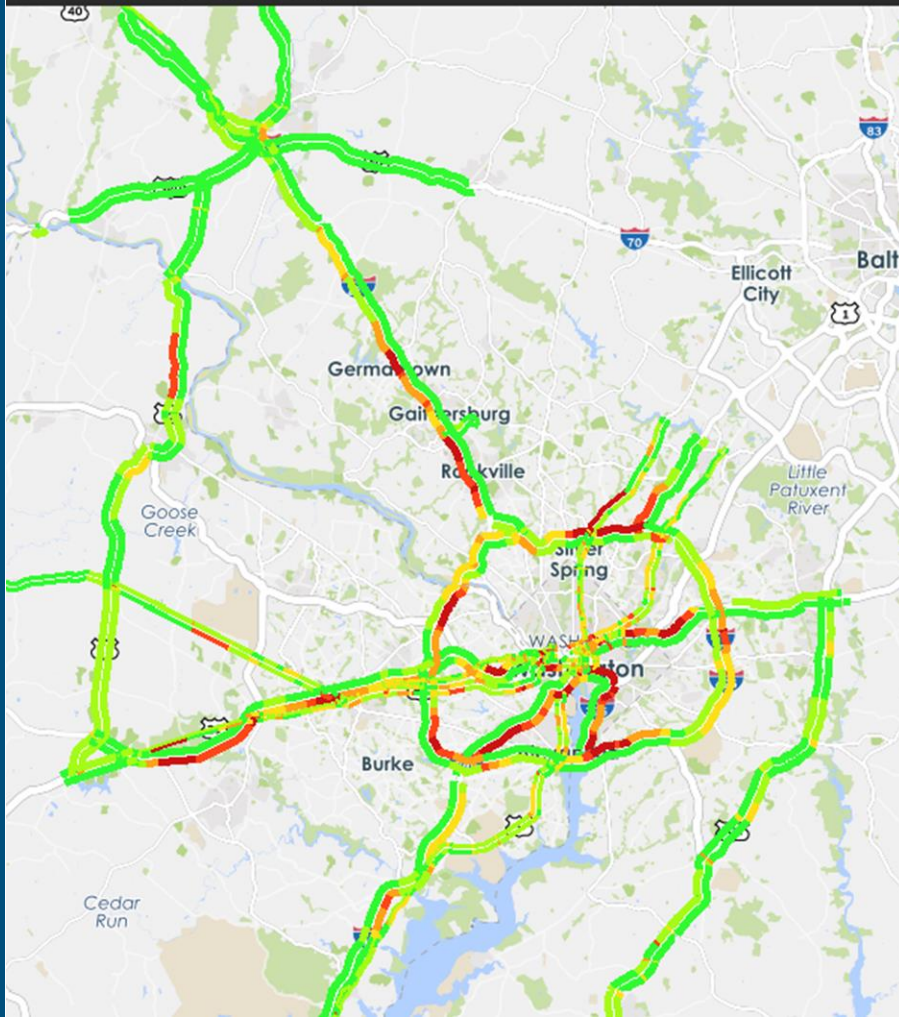 40
83
70
Ellicott
City
Balt
1
Germantown
Gaithersburg
Rockville
Little
Patuxent
River
Goose
Creek
Silver
Spring
WASH
Washington
Burke
Cedar
Run